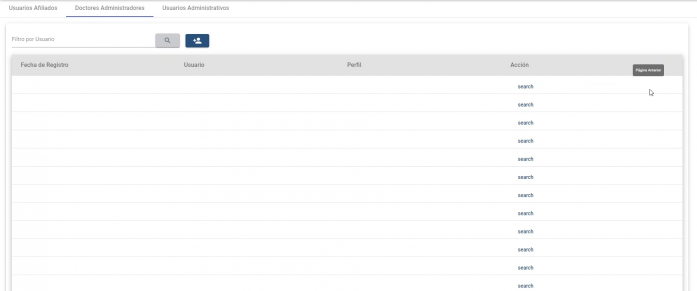 Usuarios Afiliados Doctores Administradores Usuarios Administrativos
Filtro por Usuario
Fecha de Registro Usuario Perfil Acción
Página Anterior
search
search
search
search
search
search
search
search
search
search
search
search